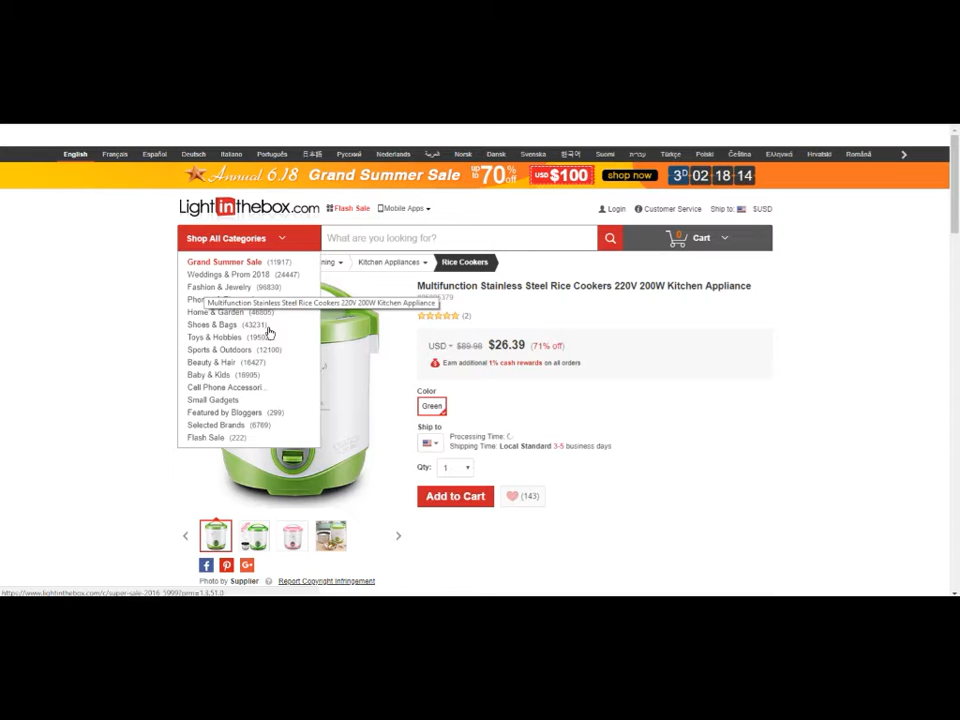 English Français Español Deutsch Italiano Português 日本語 Русский Nederlands العربية Norsk Dansk Svenska 한국어 Suomi עברית Türkçe Polski Čeština Ελληνικά Hrvatski Română
Annual 6.18 Grand Summer Sale up to 70% off USD $100 shop now 3D 02 18 14
Lightinthebox.com Flash Sale Mobile Apps Login Customer Service Ship to: $USD
Shop All Categories What are you looking for? 0 Cart
Grand Summer Sale (11917)
Kitchen Appliances Rice Cookers
Weddings & Prom 2018 (24447)
Fashion & Jewelry (96830)
Multifunction Stainless Steel Rice Cookers 220V 200W Kitchen Appliance
Multifunction Stainless Steel Rice Cookers 220V 200W Kitchen Appliance
Home & Garden (46805)
(2)
Shoes & Bags (43231)
Toys & Hobbies
Sports & Outdoors (12100)
USD $89.98 $26.39 (71% off)
Beauty & Hair (16427)
Earn additional 1% cash rewards on all orders
Baby & Kids (16905)
Cell Phone Accessori...
Color
Small Gadgets
Green
Featured by Bloggers (299)
Selected Brands (6769)
Ship to
Flash Sale (222)
Processing Time:
Shipping Time: Local Standard 3-5 business days
Qty: 1
Add to Cart (143)
Photo by Supplier Report Copyright Infringement